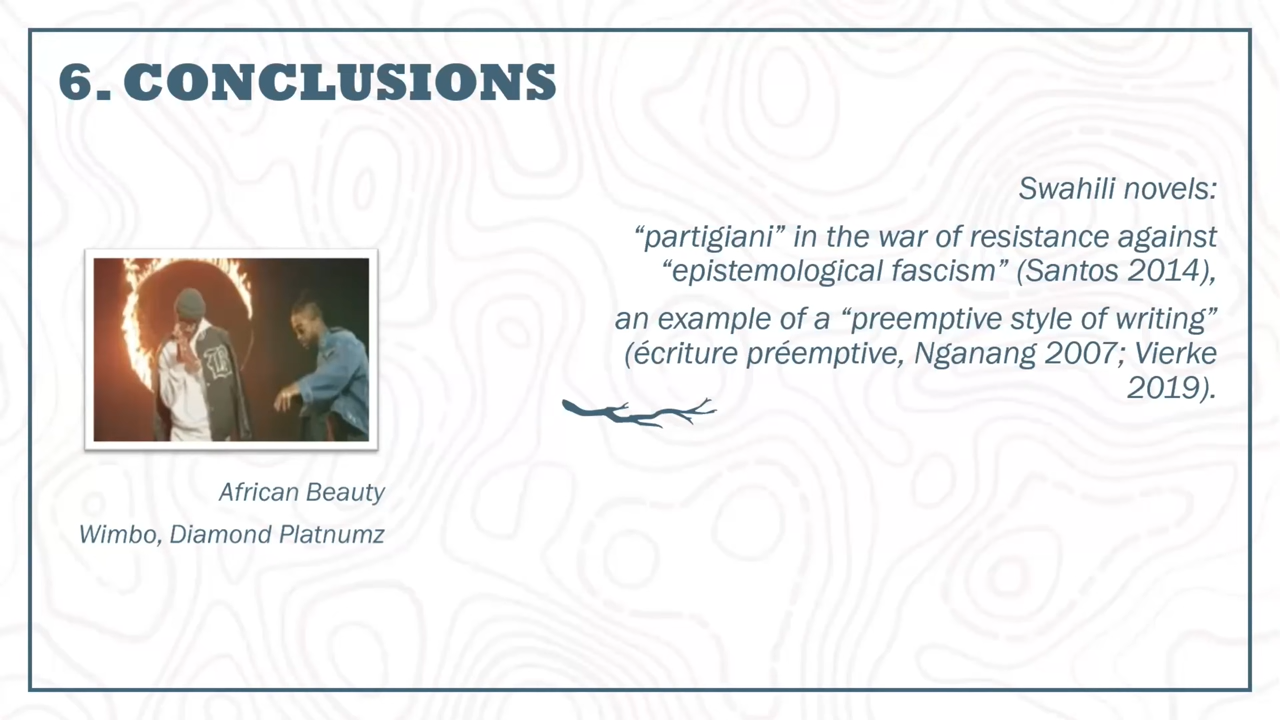 6. CONCLUSIONS
Swahili novels:
“partigiani” in the war of resistance against
“epistemological fascism” (Santos 2014),
an example of a “preemptive style of writing”
(écriture préemptive, Nganang 2007; Vierke
2019).
African Beauty
Wimbo, Diamond Platnumz